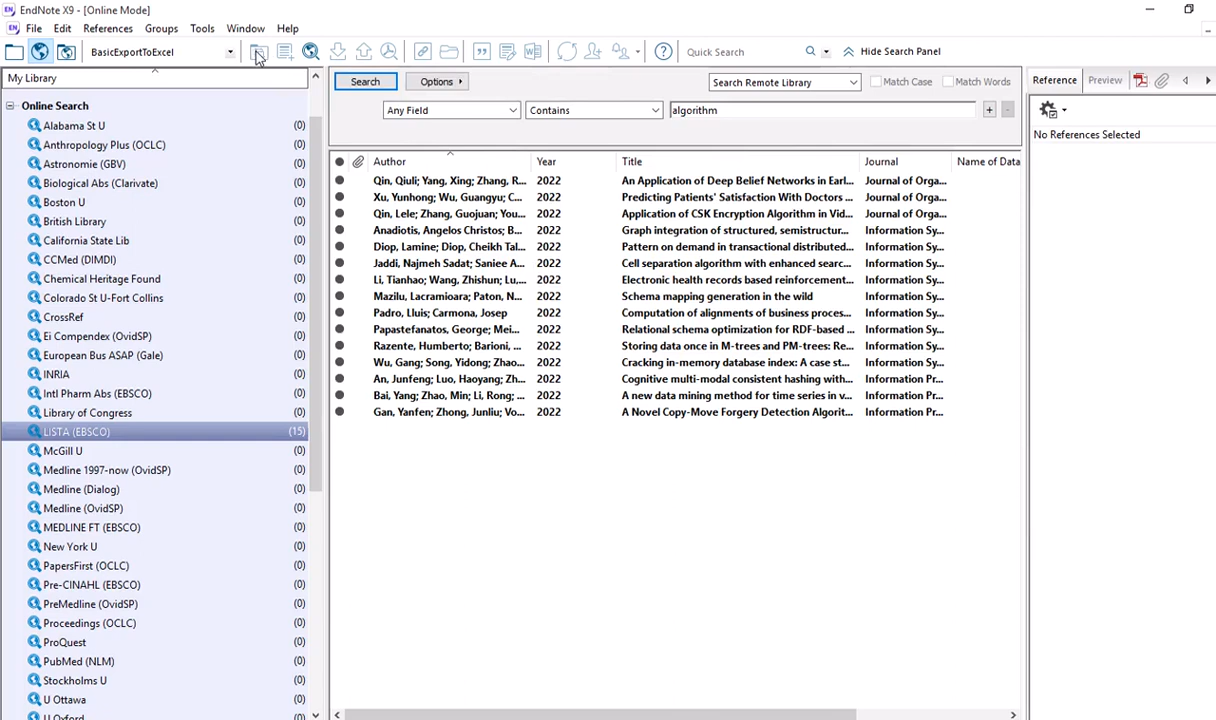 EndNote X9 - [Online Mode]
File Edit References Groups Tools Window Help
BasicExportToExcel Quick Search Hide Search Panel
My Library
Online Search
Alabama St U (0)
Anthropology Plus (OCLC) (0)
Astronomie (GBV) (0)
Biological Abs (Clarivate) (0)
Boston U (0)
British Library (0)
California State Lib (0)
CCMed (DIMDI) (0)
Chemical Heritage Found (0)
Colorado St U-Fort Collins (0)
CrossRef (0)
Ei Compendex (OvidSP) (0)
European Bus ASAP (Gale) (0)
INRIA (0)
Intl Pharm Abs (EBSCO) (0)
Library of Congress (0)
LISTA (EBSCO) (15)
McGill U (0)
Medline 1997-now (OvidSP) (0)
Medline (Dialog) (0)
Medline (OvidSP) (0)
MEDLINE FT (EBSCO) (0)
New York U (0)
PapersFirst (OCLC) (0)
Pre-CINAHL (EBSCO) (0)
PreMedline (OvidSP) (0)
Proceedings (OCLC) (0)
ProQuest (0)
PubMed (NLM) (0)
Stockholms U (0)
U Ottawa (0)
U Oxford (0)
Search Options Search Remote Library Match Case Match Words
Any Field Contains algorithm
Author Year Title Journal Name of Data
Qin, Qiuli; Yang, Xing; Zhang, R... 2022 An Application of Deep Belief Networks in Earl... Journal of Orga...
Xu, Yunhong; Wu, Guangyu; C... 2022 Predicting Patients' Satisfaction With Doctors ... Journal of Orga...
Qin, Lele; Zhang, Guojuan; You... 2022 Application of CSK Encryption Algorithm in Vid... Journal of Orga...
Anadiotis, Angelos Christos; B... 2022 Graph integration of structured, semistructur... Information Sy...
Diop, Lamine; Diop, Cheikh Tal... 2022 Pattern on demand in transactional distributed... Information Sy...
Jaddi, Najmeh Sadat; Saniee A... 2022 Cell separation algorithm with enhanced searc... Information Sy...
Li, Tianhao; Wang, Zhishun; Lu,... 2022 Electronic health records based reinforcement... Information Sy...
Mazilu, Lacramioara; Paton, N... 2022 Schema mapping generation in the wild Information Sy...
Padro, Lluis; Carmona, Josep 2022 Computation of alignments of business proces... Information Sy...
Papastefanatos, George; Mei... 2022 Relational schema optimization for RDF-based ... Information Sy...
Razente, Humberto; Barioni, ... 2022 Storing data once in M-trees and PM-trees: Re... Information Sy...
Wu, Gang; Song, Yidong; Zhao... 2022 Cracking in-memory database index: A case st... Information Sy...
An, Junfeng; Luo, Haoyang; Zh... 2022 Cognitive multi-modal consistent hashing with... Information Pr...
Bai, Yang; Zhao, Min; Li, Rong; ... 2022 A new data mining method for time series in v... Information Pr...
Gan, Yanfen; Zhong, Junliu; Vo... 2022 A Novel Copy-Move Forgery Detection Algorit... Information Pr...
Reference Preview
No References Selected